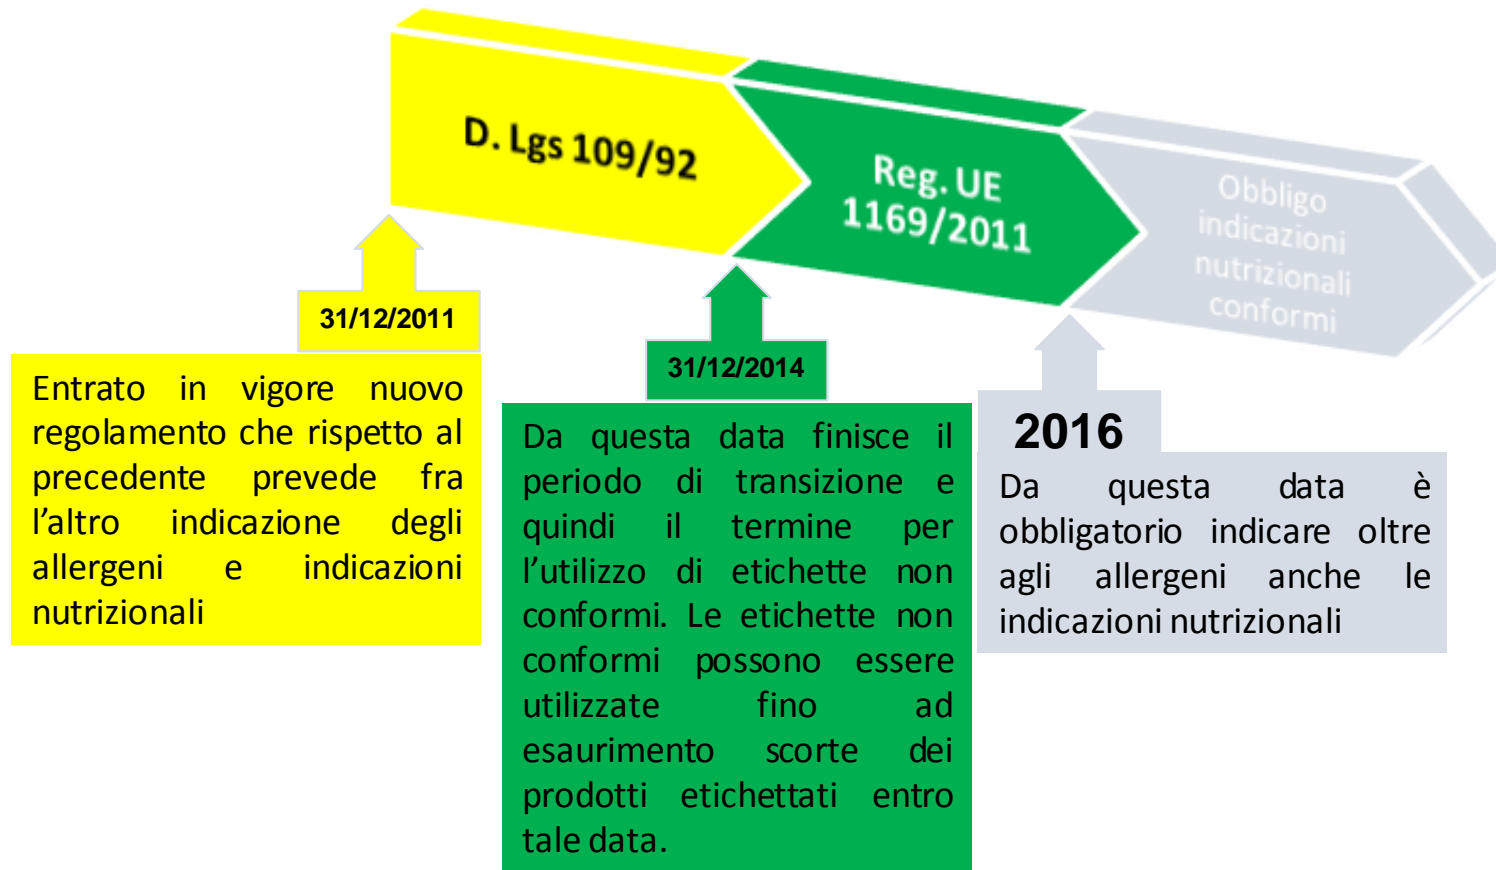 D. Lgs 109/92
Reg. UE
1169/2011
Obbligo
indicazioni
nutrizionali
conformi
31/12/2011
Entrato in vigore nuovo
regolamento che rispetto al
precedente prevede fra
l’altro indicazione degli
allergeni e indicazioni
nutrizionali
31/12/2014
Da questa data finisce il
periodo di transizione e
quindi il termine per
l’utilizzo di etichette non
conformi. Le etichette non
conformi possono essere
utilizzate fino ad
esaurimento scorte dei
prodotti etichettati entro
tale data.
2016
Da questa data è
obbligatorio indicare oltre
agli allergeni anche le
indicazioni nutrizionali